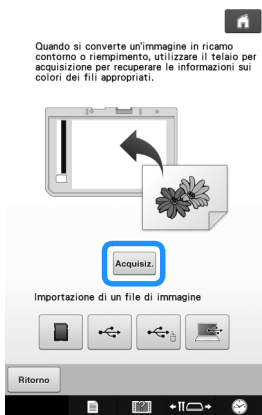 Quando si converte un'immagine in ricamo
contorno o riempimento, utilizzare il telaio per
acquisizione per recuperare le informazioni sui
colori dei fili appropriati.
Acquisiz.
Importazione di un file di immagine
Ritorno